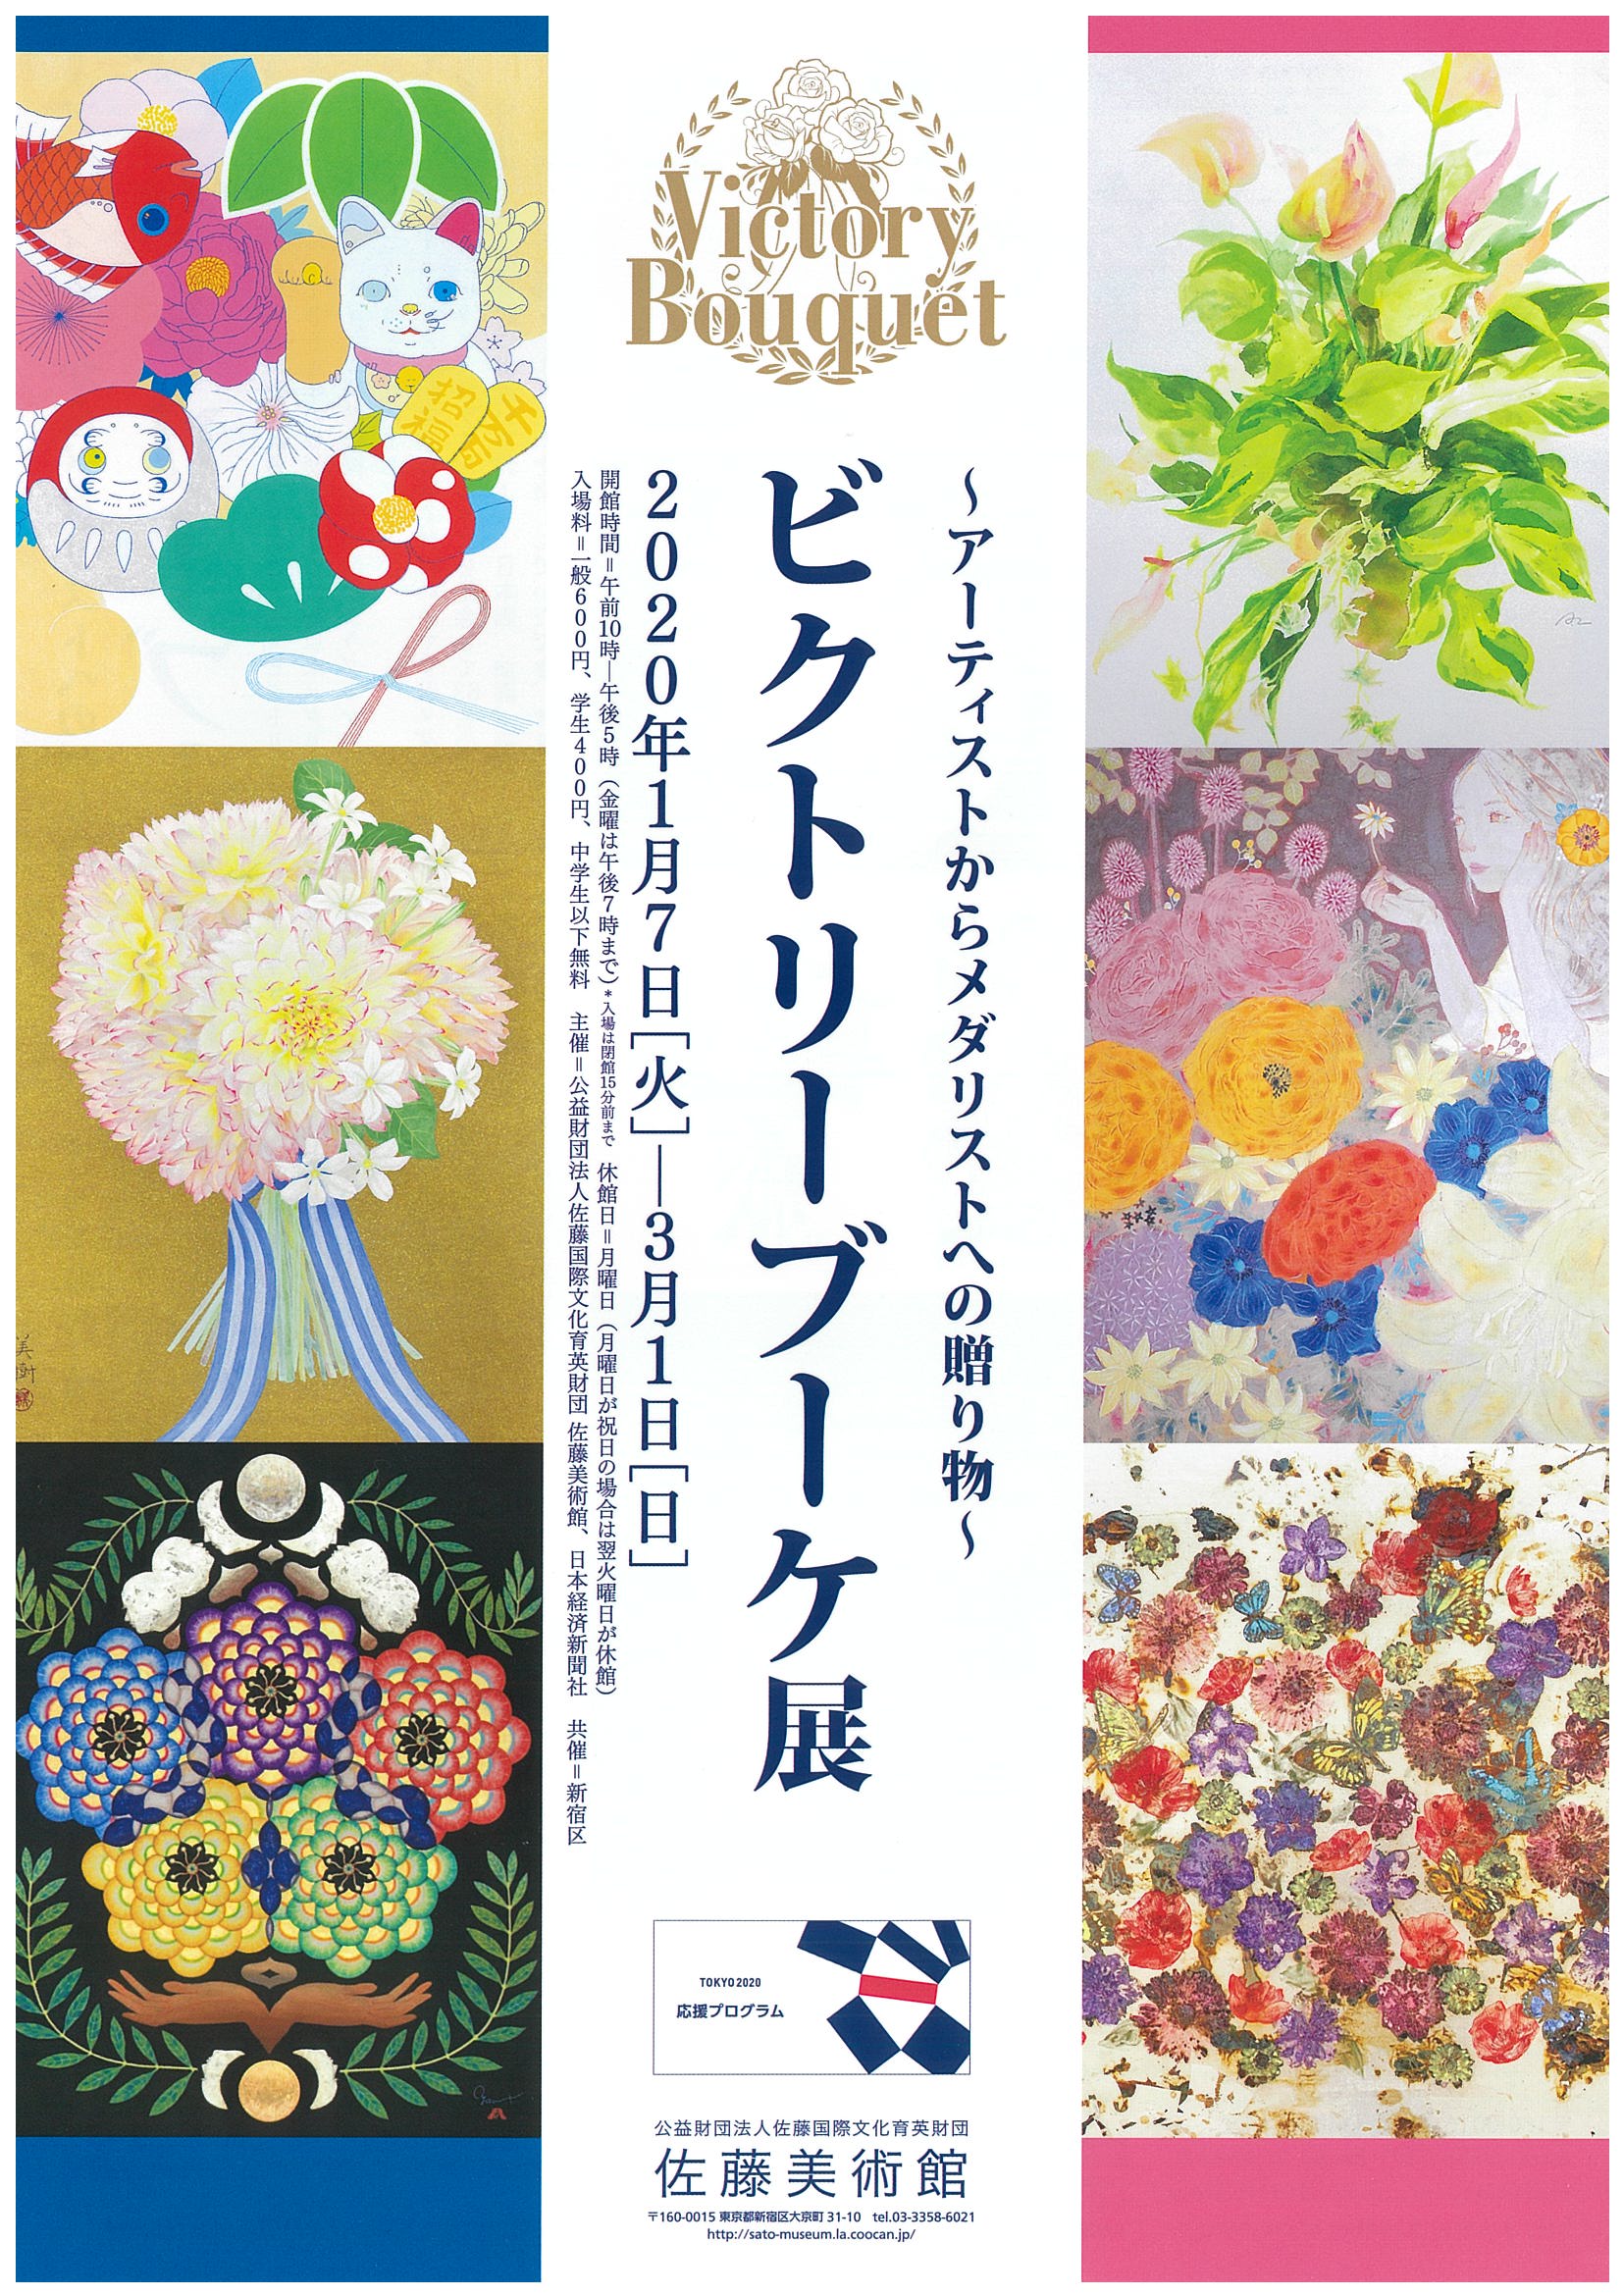 Victory
Bouquet
～アーティストからメダリストへの贈り物～
ビクトリーブーケ展
2020年1月7日［火］―3月1日［日］
開館時間＝午前10時―午後5時（金曜は午後7時まで）*入場は閉館15分前まで　休館日＝月曜日（月曜日が祝日の場合は翌火曜日が休館）
入場料＝一般600円、学生400円、中学生以下無料　主催＝公益財団法人佐藤国際文化育英財団 佐藤美術館、日本経済新聞社　共催＝新宿区
招福
千万両
美樹
TOKYO 2020
応援プログラム
公益財団法人佐藤国際文化育英財団
佐藤美術館
〒160-0015 東京都新宿区大京町 31-10　tel.03-3358-6021
http://sato-museum.la.coocan.jp/